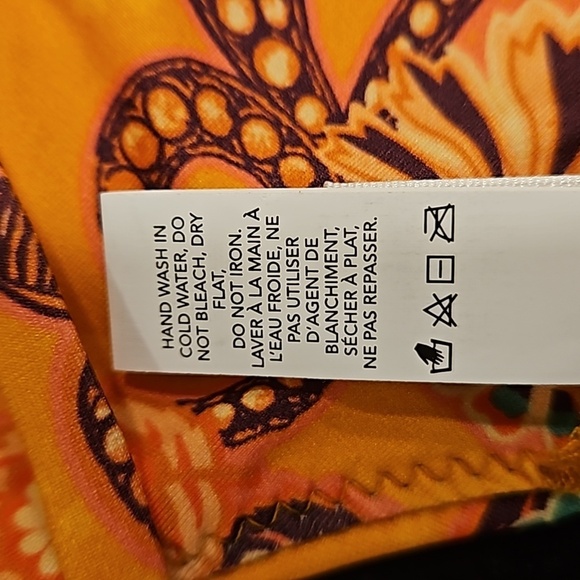 HAND WASH IN
COLD WATER, DO
NOT BLEACH, DRY
FLAT,
DO NOT IRON.
LAVER À LA MAIN À
L'EAU FROIDE, NE
PAS UTILISER
D'AGENT DE
BLANCHIMENT,
SÉCHER À PLAT,
NE PAS REPASSER.